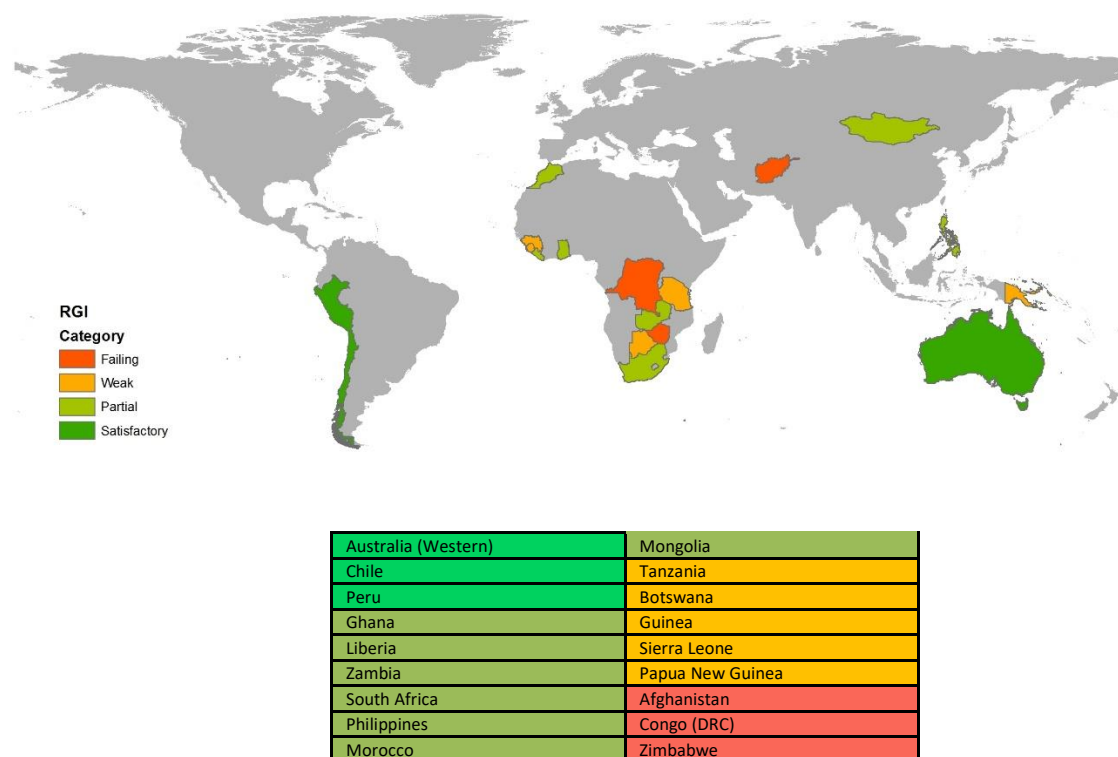 RGI
Category
Failing
Weak
Partial
Satisfactory
Australia (Western) Mongolia
Chile Tanzania
Peru Botswana
Ghana Guinea
Liberia Sierra Leone
Zambia Papua New Guinea
South Africa Afghanistan
Philippines Congo (DRC)
Morocco Zimbabwe